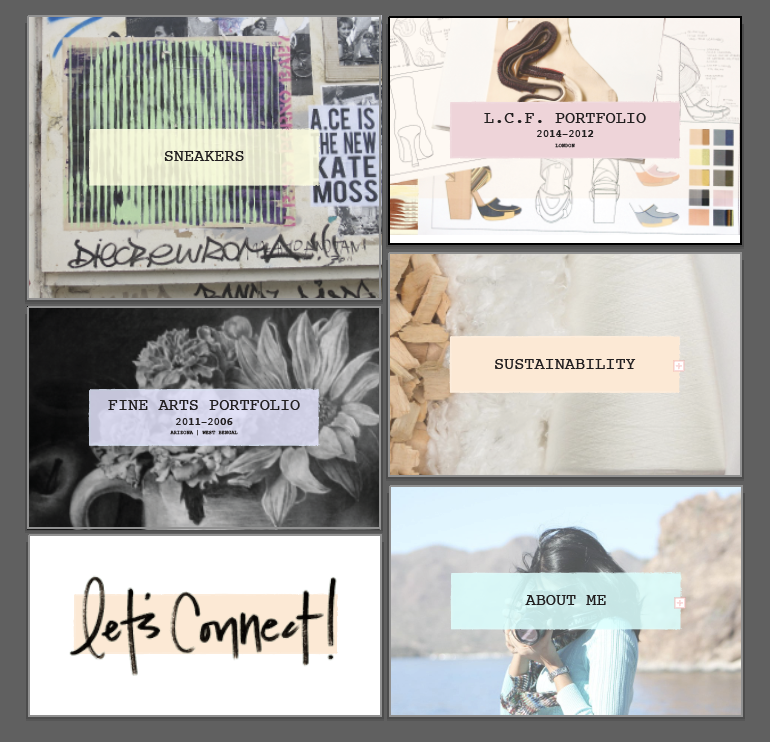 SNEAKERS
A.CE IS
THE NEW
KATE
MOSS
L.C.F. PORTFOLIO
2014-2012
LONDON
FINE ARTS PORTFOLIO
2011-2006
ARIZONA | WEST BENGAL
SUSTAINABILITY
let's Connect!
ABOUT ME